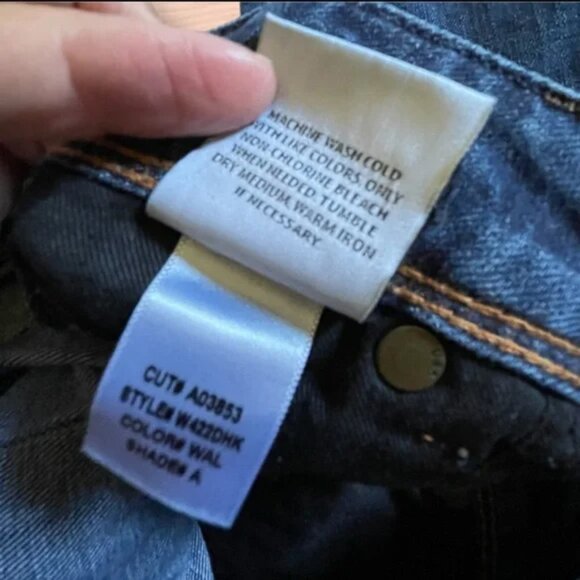 MACHINE WASH COLD
WITH LIKE COLORS, ONLY
NON CHLORINE BLEACH
WHEN NEEDED. TUMBLE
DRY MEDIUM, WARM IRON
IF NECESSARY
CUT# A03853
STYLE# W422DHK
COLOR# WAL
SHADE# A